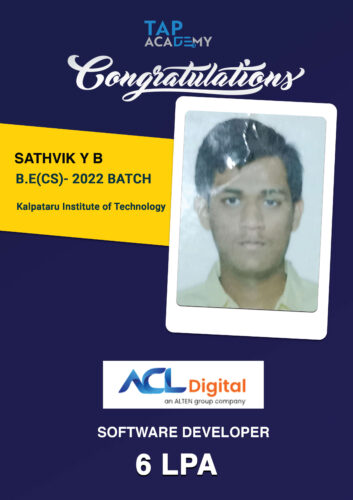 TAP
ACADEMY
Congratulations
SATHVIK Y B
B.E(CS)- 2022 BATCH
Kalpataru Institute of Technology
ACL Digital
an ALTEN group company
SOFTWARE DEVELOPER
6 LPA